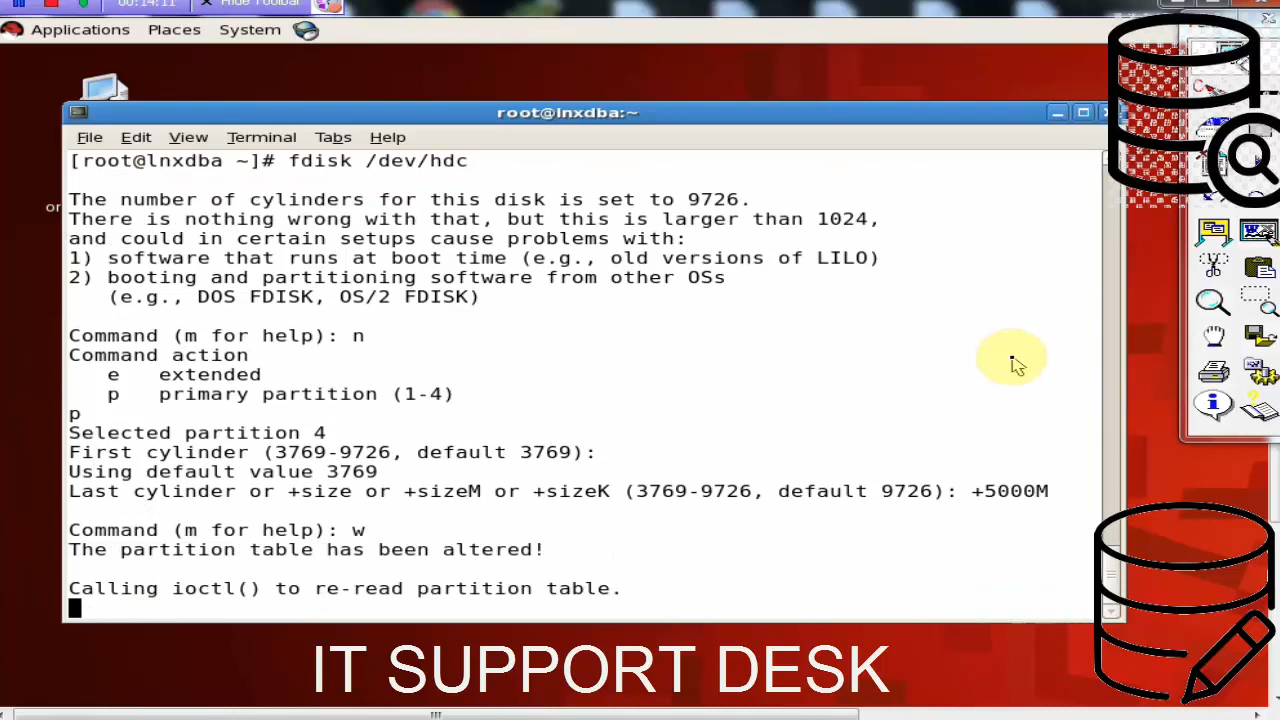 00:14:11 Hide Toolbar
Applications Places System
root@lnxdba:~
File Edit View Terminal Tabs Help
[root@lnxdba ~]# fdisk /dev/hdc
The number of cylinders for this disk is set to 9726.
There is nothing wrong with that, but this is larger than 1024,
and could in certain setups cause problems with:
1) software that runs at boot time (e.g., old versions of LILO)
2) booting and partitioning software from other OSs
(e.g., DOS FDISK, OS/2 FDISK)
Command (m for help): n
Command action
e extended
p primary partition (1-4)
p
Selected partition 4
First cylinder (3769-9726, default 3769):
Using default value 3769
Last cylinder or +size or +sizeM or +sizeK (3769-9726, default 9726): +5000M
Command (m for help): w
The partition table has been altered!
Calling ioctl() to re-read partition table.
IT SUPPORT DESK